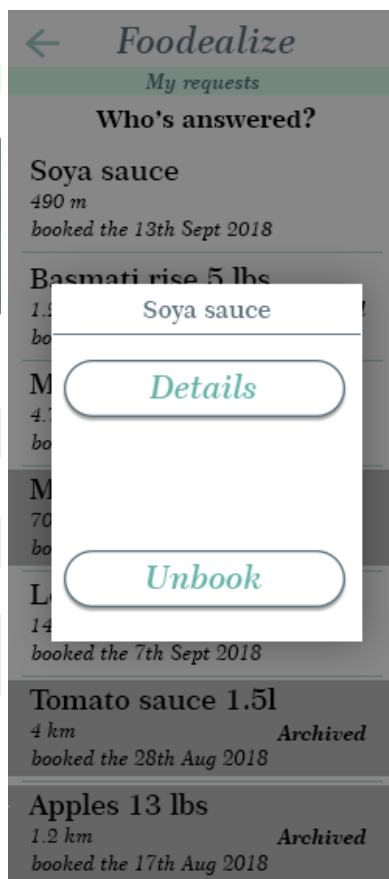 Foodealize
My requests
Who's answered?
Soya sauce
490 m
booked the 13th Sept 2018
Basmati rise 5 lbs
Soya sauce
Details
Unbook
booked the 7th Sept 2018
Tomato sauce 1.5l
4 km
Archived
booked the 28th Aug 2018
Apples 13 lbs
1.2 km
Archived
booked the 17th Aug 2018